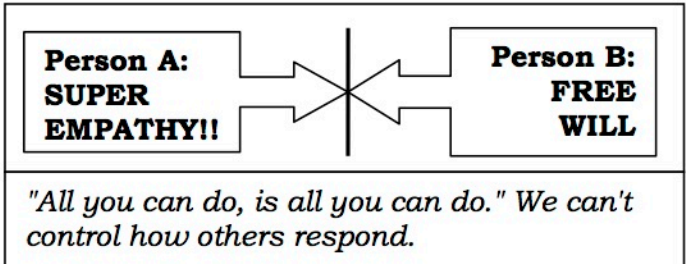 Person A:
SUPER
EMPATHY!!
Person B:
FREE
WILL
"All you can do, is all you can do." We can't
control how others respond.